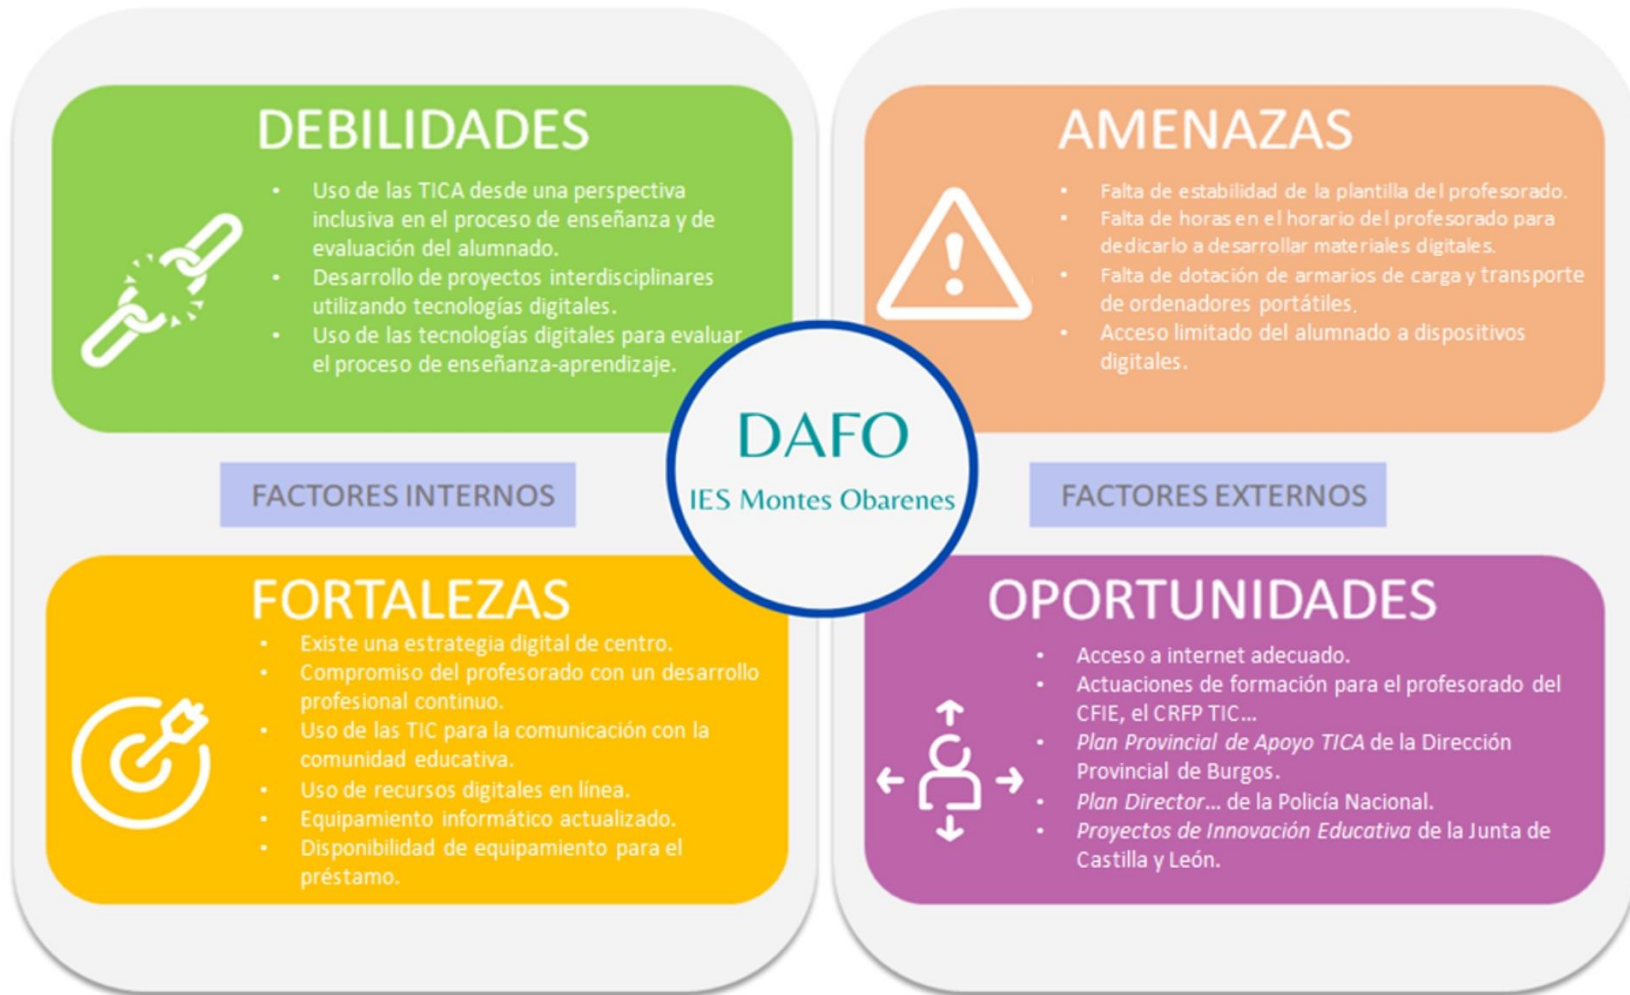 DEBILIDADES
• Uso de las TICA desde una perspectiva
inclusiva en el proceso de enseñanza y de
evaluación del alumnado.
• Desarrollo de proyectos interdisciplinares
utilizando tecnologías digitales.
• Uso de las tecnologías digitales para evaluar
el proceso de enseñanza-aprendizaje.
AMENAZAS
• Falta de estabilidad de la plantilla del profesorado.
• Falta de horas en el horario del profesorado para
dedicarlo a desarrollar materiales digitales.
• Falta de dotación de armarios de carga y transporte
de ordenadores portátiles.
• Acceso limitado del alumnado a dispositivos
digitales.
DAFO
IES Montes Obarenes
FACTORES INTERNOS
FACTORES EXTERNOS
FORTALEZAS
• Existe una estrategia digital de centro.
• Compromiso del profesorado con un desarrollo
profesional continuo.
• Uso de las TIC para la comunicación con la
comunidad educativa.
• Uso de recursos digitales en línea.
• Equipamiento informático actualizado.
• Disponibilidad de equipamiento para el
préstamo.
OPORTUNIDADES
• Acceso a internet adecuado.
• Actuaciones de formación para el profesorado del
CFIE, el CRFP TIC...
• Plan Provincial de Apoyo TICA de la Dirección
Provincial de Burgos.
• Plan Director... de la Policía Nacional.
• Proyectos de Innovación Educativa de la Junta de
Castilla y León.